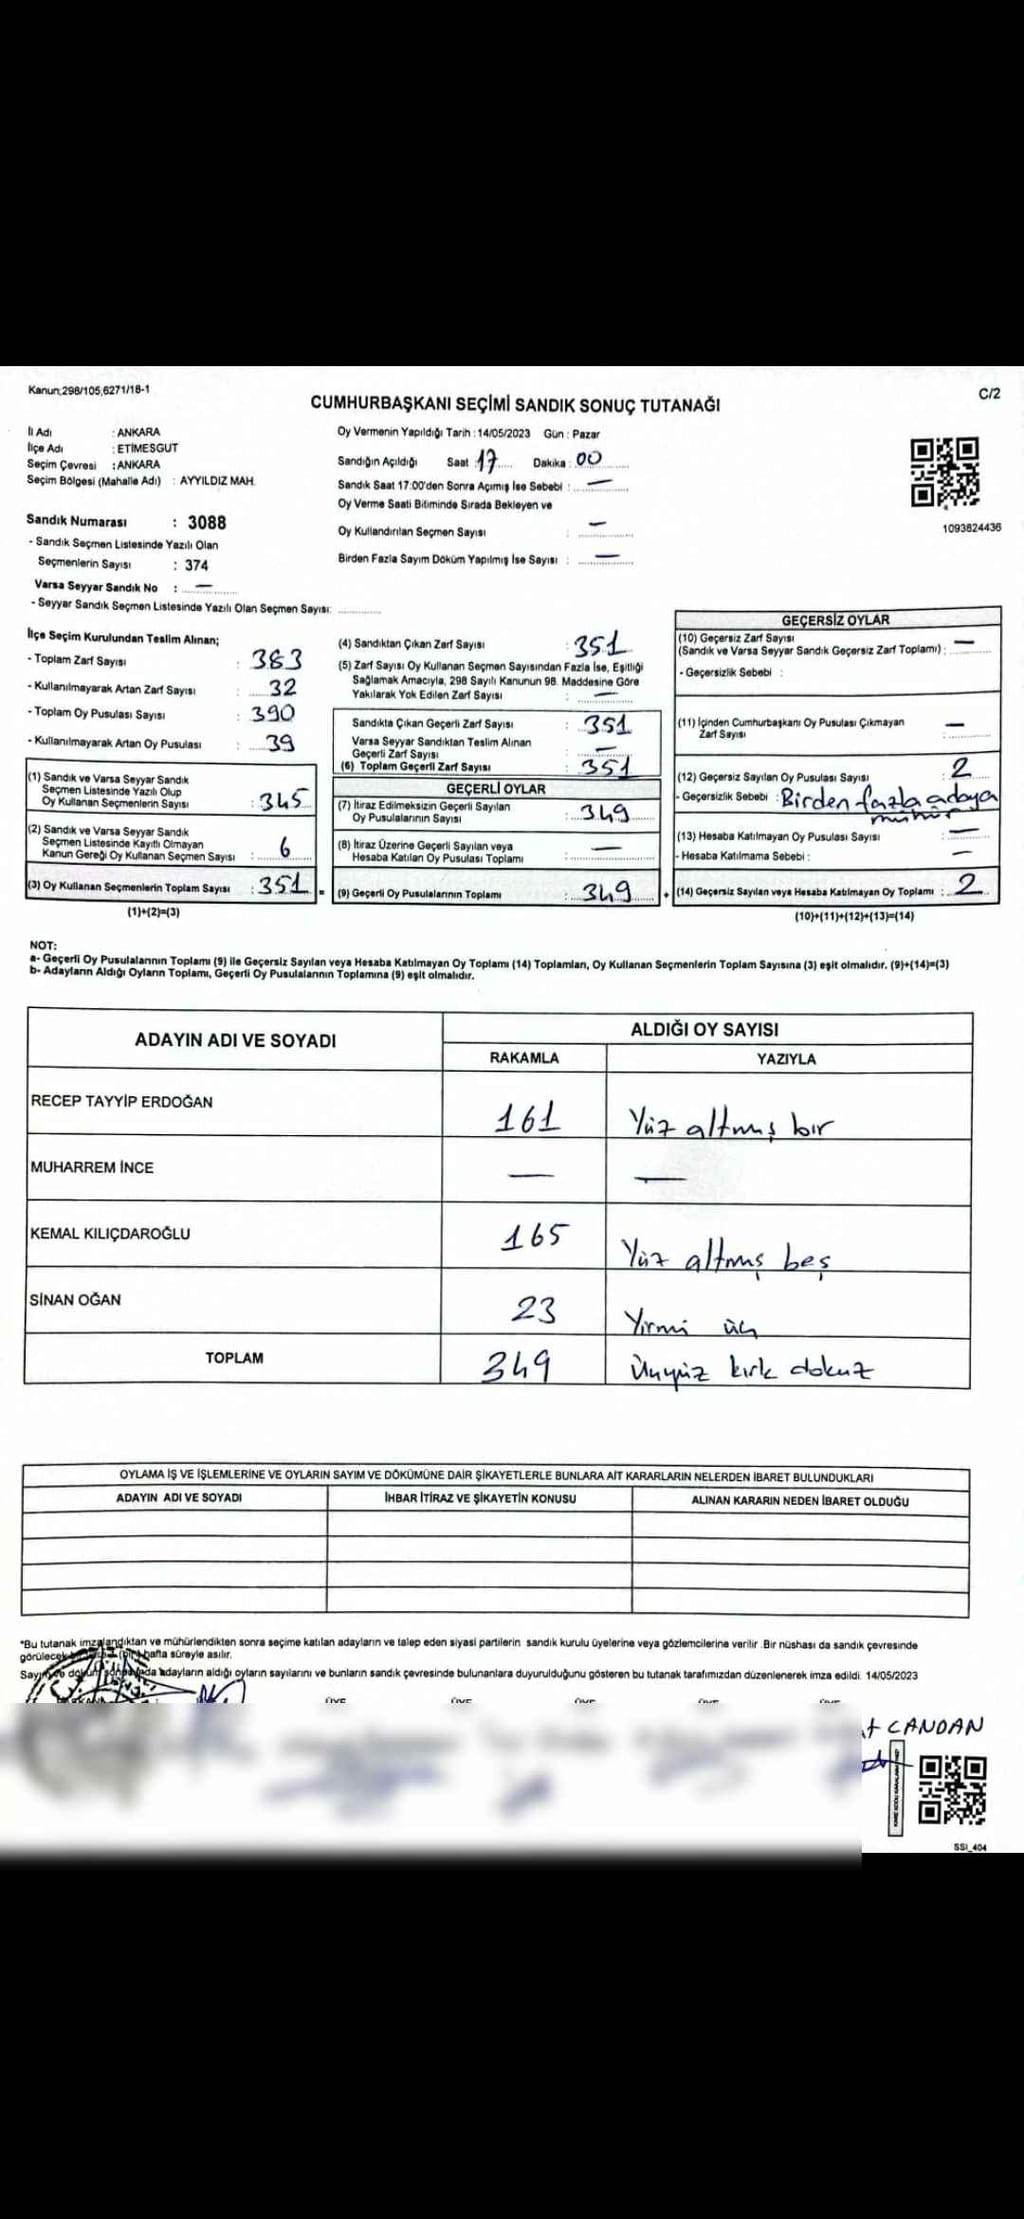 Kanun;298/105,6271/18-1
C/2
CUMHURBAŞKANI SEÇİMİ SANDIK SONUÇ TUTANAĞI
İl Adı : ANKARA
İlçe Adı : ETİMESGUT
Seçim Çevresi : ANKARA
Seçim Bölgesi (Mahalle Adı) : AYYILDIZ MAH.
Oy Vermenin Yapıldığı Tarih : 14/05/2023 Gün : Pazar
Sandığın Açıldığı Saat : 17 Dakika : 00
Sandık Saat 17:00'den Sonra Açımış İse Sebebi : —
Oy Verme Saati Bitiminde Sırada Bekleyen ve
Oy Kullandırılan Seçmen Sayısı : —
Birden Fazla Sayım Döküm Yapılmış İse Sayısı : —
1093824436
Sandık Numarası : 3088
- Sandık Seçmen Listesinde Yazılı Olan
Seçmenlerin Sayısı : 374
Varsa Seyyar Sandık No : —
- Seyyar Sandık Seçmen Listesinde Yazılı Olan Seçmen Sayısı:
İlçe Seçim Kurulundan Teslim Alınan;
- Toplam Zarf Sayısı : 383
- Kullanılmayarak Artan Zarf Sayısı : 32
- Toplam Oy Pusulası Sayısı : 390
- Kullanılmayarak Artan Oy Pusulası : 39
(1) Sandık ve Varsa Seyyar Sandık
Seçmen Listesinde Yazılı Olup
Oy Kullanan Seçmenlerin Sayısı : 345
(2) Sandık ve Varsa Seyyar Sandık
Seçmen Listesinde Kayıtlı Olmayan
Kanun Gereği Oy Kullanan Seçmen Sayısı : 6
(3) Oy Kullanan Seçmenlerin Toplam Sayısı : 351 =
(1)+(2)=(3)
(4) Sandıktan Çıkan Zarf Sayısı : 351
(5) Zarf Sayısı Oy Kullanan Seçmen Sayısından Fazla İse, Eşitliği
Sağlamak Amacıyla, 298 Sayılı Kanunun 98. Maddesine Göre
Yakılarak Yok Edilen Zarf Sayısı : —
Sandıkta Çıkan Geçerli Zarf Sayısı : 351
Varsa Seyyar Sandıktan Teslim Alınan
Geçerli Zarf Sayısı : —
(6) Toplam Geçerli Zarf Sayısı : 351
GEÇERLİ OYLAR
(7) İtiraz Edilmeksizin Geçerli Sayılan
Oy Pusulalarının Sayısı : 349
(8) İtiraz Üzerine Geçerli Sayılan veya
Hesaba Katılan Oy Pusulası Toplamı : —
(9) Geçerli Oy Pusulalarının Toplamı : 349 +
GEÇERSİZ OYLAR
(10) Geçersiz Zarf Sayısı
(Sandık ve Varsa Seyyar Sandık Geçersiz Zarf Toplamı) : —
- Geçersizlik Sebebi :
(11) İçinden Cumhurbaşkanı Oy Pusulası Çıkmayan
Zarf Sayısı : —
(12) Geçersiz Sayılan Oy Pusulası Sayısı : 2
- Geçersizlik Sebebi : Birden fazla adaya
mühür
(13) Hesaba Katılmayan Oy Pusulası Sayısı : —
- Hesaba Katılmama Sebebi : —
(14) Geçersiz Sayılan veya Hesaba Katılmayan Oy Toplamı : 2
(10)+(11)+(12)+(13)=(14)
NOT:
a- Geçerli Oy Pusulalarının Toplamı (9) ile Geçersiz Sayılan veya Hesaba Katılmayan Oy Toplamı (14) Toplamları, Oy Kullanan Seçmenlerin Toplam Sayısına (3) eşit olmalıdır. (9)+(14)=(3)
b- Adayların Aldığı Oyların Toplamı, Geçerli Oy Pusulalarının Toplamına (9) eşit olmalıdır.
ADAYIN ADI VE SOYADI ALDIĞI OY SAYISI
RAKAMLA YAZIYLA
RECEP TAYYİP ERDOĞAN 161 Yüz altmış bir
MUHARREM İNCE — —
KEMAL KILIÇDAROĞLU 165 Yüz altmış beş
SİNAN OĞAN 23 Yirmi üç
TOPLAM 349 Üçyüz kırk dokuz
OYLAMA İŞ VE İŞLEMLERİNE VE OYLARIN SAYIM VE DÖKÜMÜNE DAİR ŞİKAYETLERLE BUNLARA AİT KARARLARIN NELERDEN İBARET BULUNDUKLARI
ADAYIN ADI VE SOYADI İHBAR İTİRAZ VE ŞİKAYETİN KONUSU ALINAN KARARIN NEDEN İBARET OLDUĞU
*Bu tutanak imzalandıktan ve mühürlendikten sonra seçime katılan adayların ve talep eden siyasi partilerin sandık kurulu üyelerine veya gözlemcilerine verilir .Bir nüshası da sandık çevresinde
görülecek hafta süreyle asılır.
Sayım ve döküm sonunda adayların aldığı oyların sayılarını ve bunların sandık çevresinde bulunanlara duyurulduğunu gösteren bu tutanak tarafımızdan düzenlenerek imza edildi. 14/05/2023
ÜYE ÜYE ÜYE ÜYE ÜYE
CANDAN
SSI_404